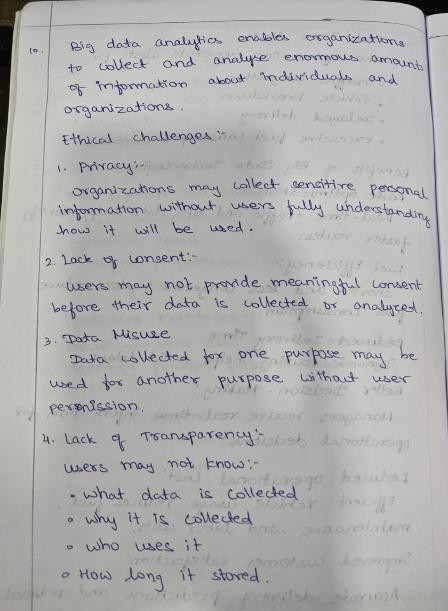 10. Big data analytics enables organizations
to collect and analyse enormous amounts
of information about individuals and
organizations.
Ethical challenges:-
1. Privacy:-
organizations may collect sensitive personal
information without users fully understanding
how it will be used.
2. Lack of consent:-
users may not provide meaningful consent
before their data is collected or analyzed.
3. Data Misuse
Data collected for one purpose may be
used for another purpose without user
permission.
4. Lack of Transparency:-
users may not know:-
• what data is collected
• why it is collected
• who uses it
• How long it stored.